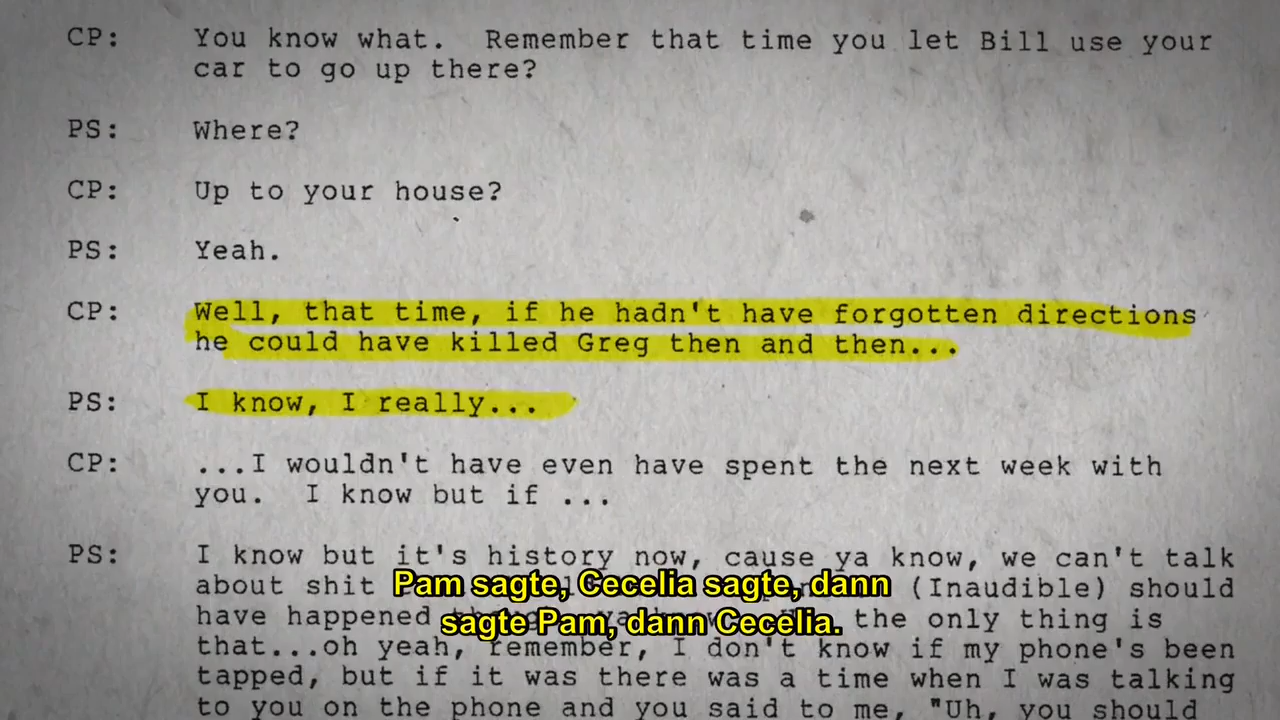 CP: You know what. Remember that time you let Bill use your
car to go up there?
PS: Where?
CP: Up to your house?
PS: Yeah.
CP: Well, that time, if he hadn't have forgotten directions
he could have killed Greg then and then...
PS: I know, I really...
CP: ...I wouldn't have even have spent the next week with
you. I know but if ...
PS: I know but it's history now, cause ya know, we can't talk
about shit (Inaudible) should
have happened the only thing is
that...oh yeah, remember, I don't know if my phone's been
tapped, but if it was there was a time when I was talking
to you on the phone and you said to me, "Uh, you should
Pam sagte, Cecelia sagte, dann
sagte Pam, dann Cecelia.